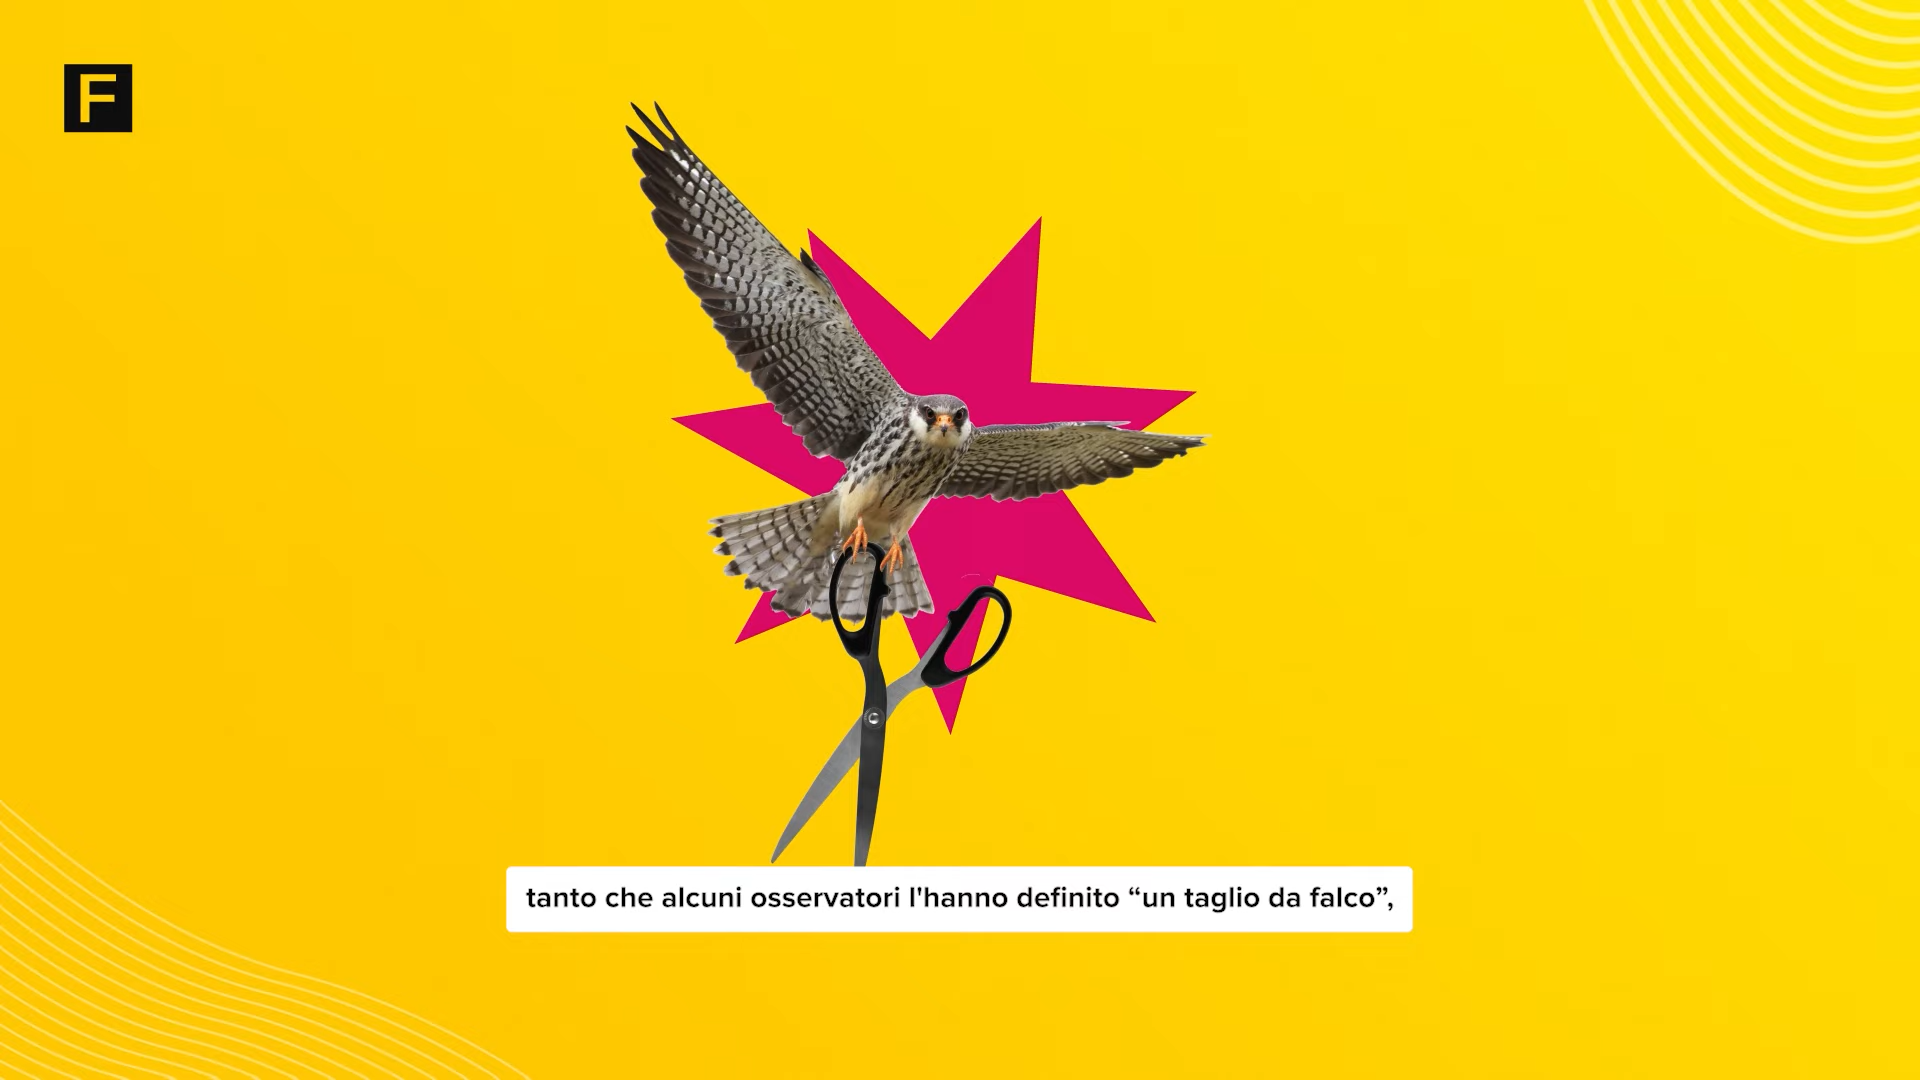 F
tanto che alcuni osservatori l'hanno definito “un taglio da falco”,